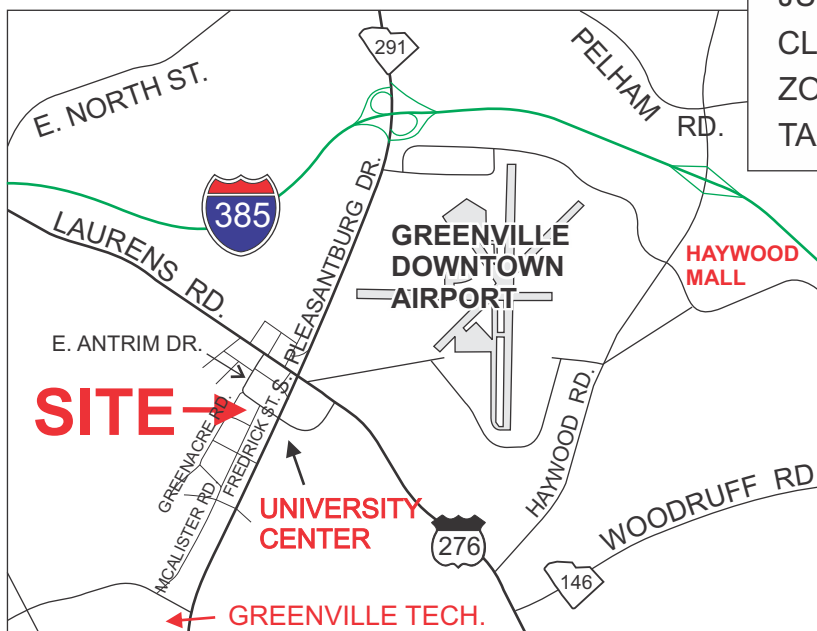 291
E. NORTH ST.
PELHAM RD.
385
S. PLEASANTBURG DR.
LAURENS RD.
GREENVILLE
DOWNTOWN
AIRPORT
HAYWOOD
MALL
E. ANTRIM DR.
SITE
GREENACRE RD.
FREDRICK ST.
MCALISTER RD
HAYWOOD RD.
UNIVERSITY
CENTER
276
WOODRUFF RD
146
GREENVILLE TECH.
CL
ZO
TA